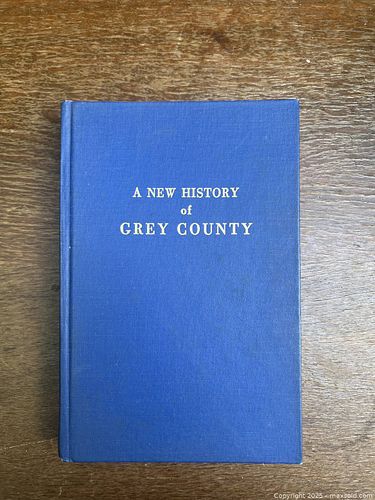 A NEW HISTORY
of
GREY COUNTY
Copyright 2025 - maxsold.com